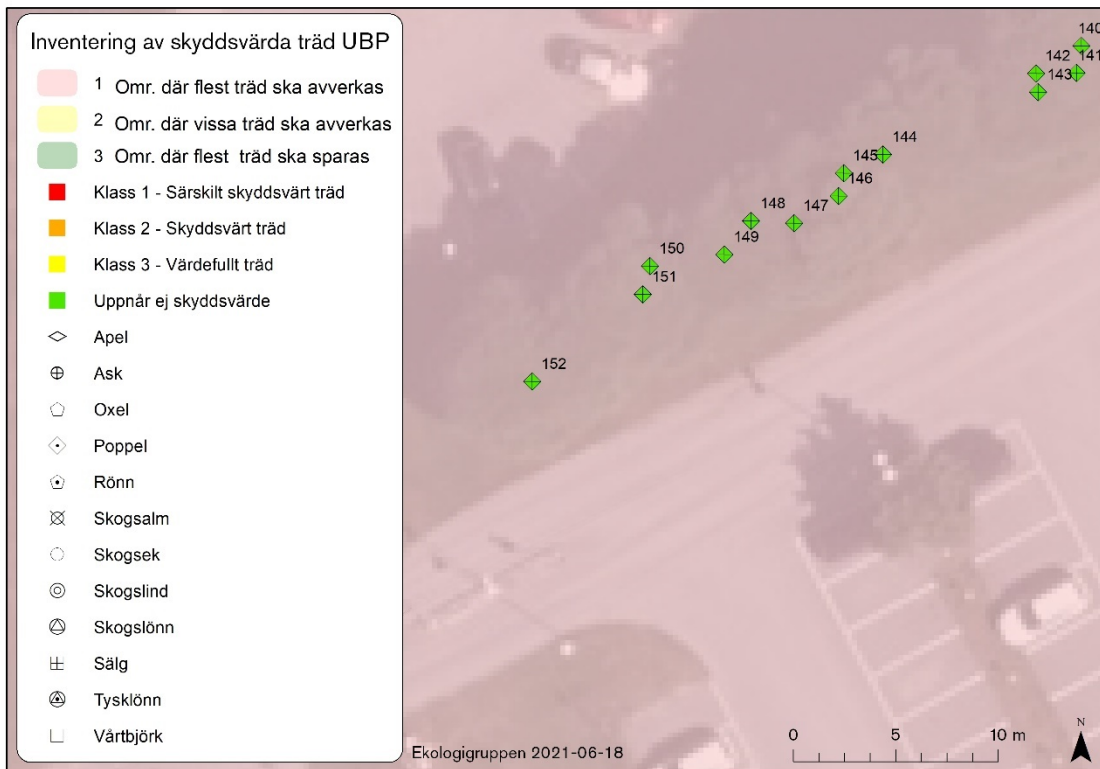 Inventering av skyddsvärda träd UBP
1 Omr. där flest träd ska avverkas
2 Omr. där vissa träd ska avverkas
3 Omr. där flest träd ska sparas
Klass 1 - Särskilt skyddsvärt träd
Klass 2 - Skyddsvärt träd
Klass 3 - Värdefullt träd
Uppnår ej skyddsvärde
Apel
Ask
Oxel
Poppel
Rönn
Skogsalm
Skogsek
Skogslind
Skogslönn
Sälg
Tysklönn
Vårtbjörk
140
142 141
143
144
145
146
148 147
149
150
151
152
Ekologigruppen 2021-06-18
0 5 10 m
N